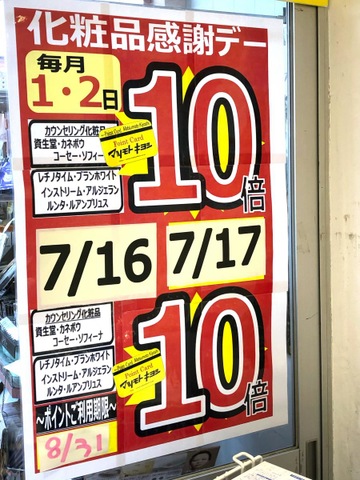 化粧品感謝デー
毎月
1・2日
10倍
カウンセリング化粧品
資生堂・カネボウ
コーセー・ソフィーナ
Point Card
マツモトキヨシ
レチノタイム・ブランホワイト
インストリーム・アルジェラン
ルンタ・ルアンプリュス
7/16
7/17
カウンセリング化粧品
資生堂・カネボウ
コーセー・ソフィーナ
10倍
Point Card
マツモトキヨシ
レチノタイム・ブランホワイト
インストリーム・アルジェラン
ルンタ・ルアンプリュス
〜ポイントご利用期限〜
8/31